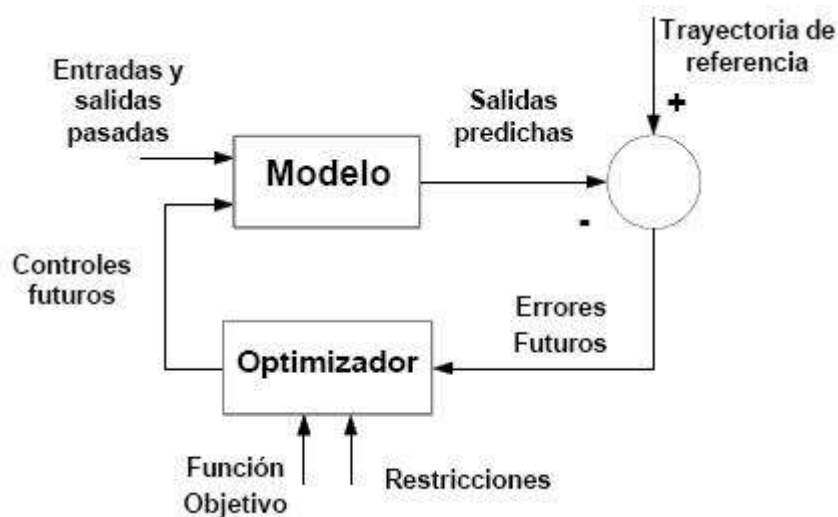 Trayectoria de
referencia
Entradas y
salidas
pasadas
Salidas
predichas
+
Modelo
-
Controles
futuros
Errores
Futuros
Optimizador
Función
Objetivo
Restricciones